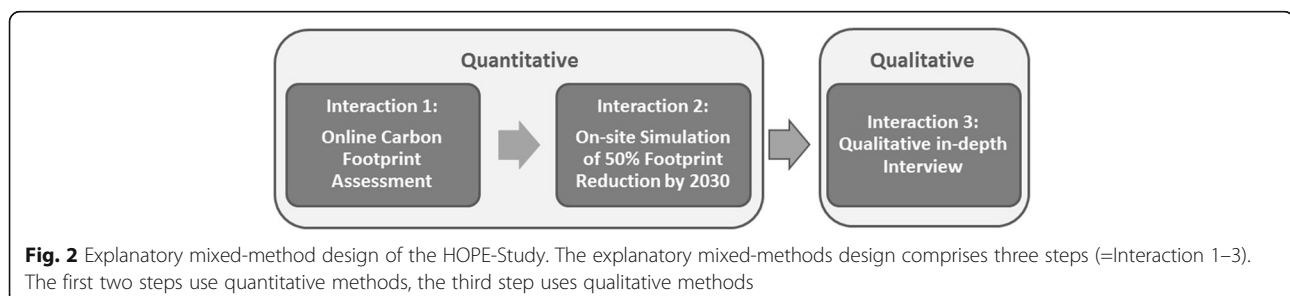 Quantitative
Interaction 1:
Online Carbon
Footprint
Assessment
Interaction 2:
On-site Simulation
of 50% Footprint
Reduction by 2030
Qualitative
Interaction 3:
Qualitative in-depth
Interview
Fig. 2 Explanatory mixed-method design of the HOPE-Study. The explanatory mixed-methods design comprises three steps (=Interaction 1–3).
The first two steps use quantitative methods, the third step uses qualitative methods